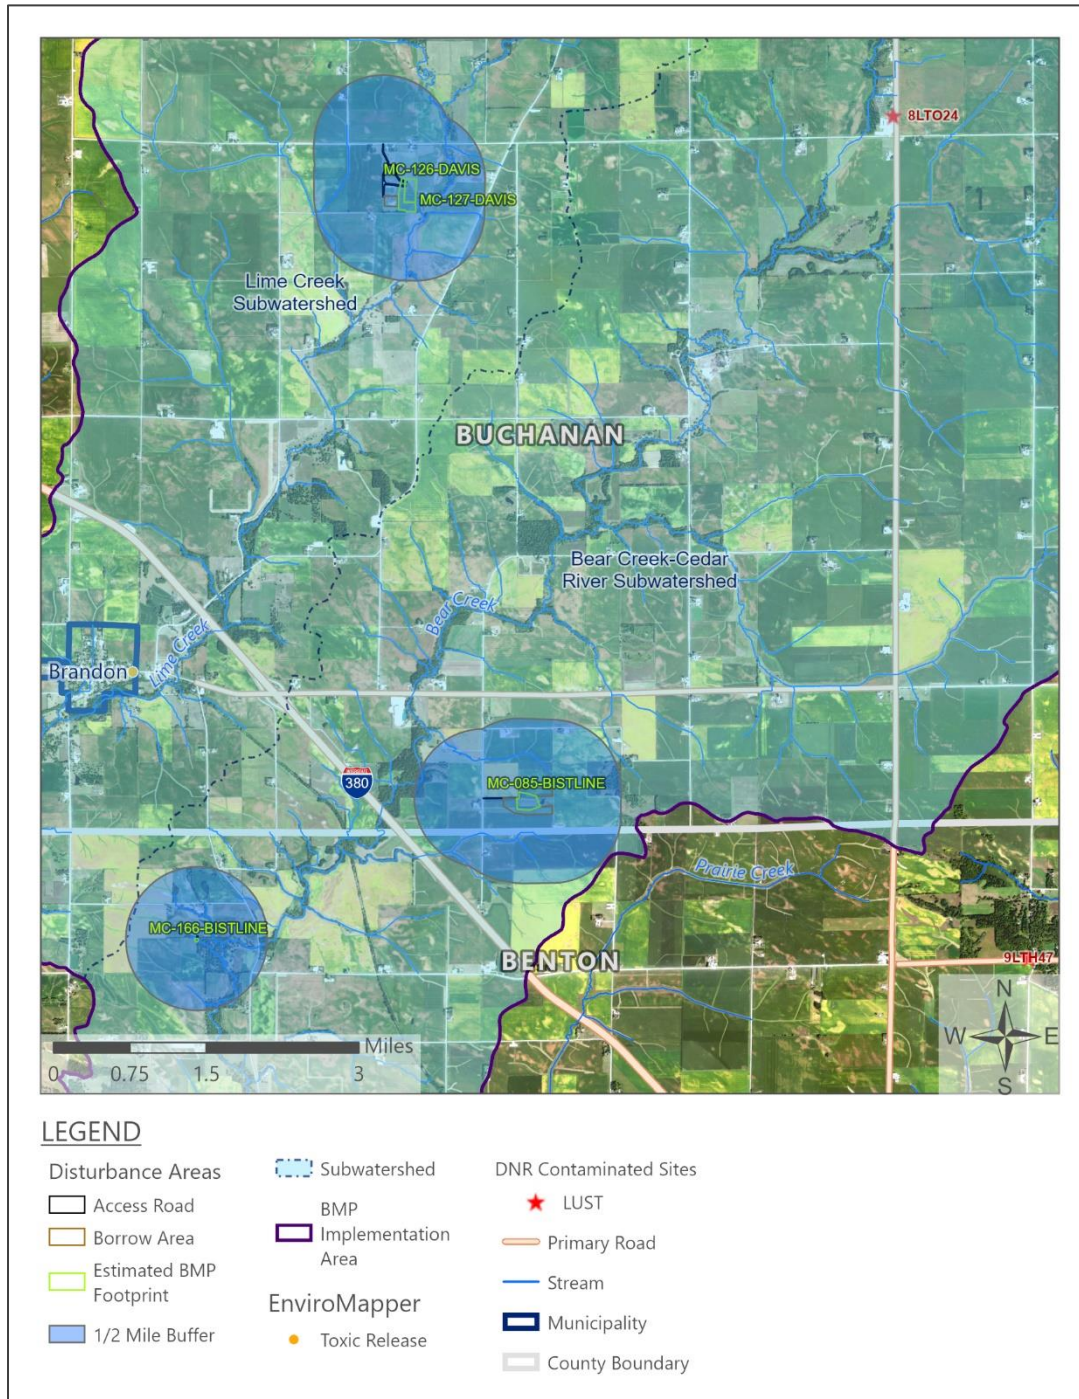 8LTO24
MC-126-DAVIS
MC-127-DAVIS
Lime Creek
Subwatershed
BUCHANAN
Bear Creek-Cedar
River Subwatershed
Bear Creek
Lime Creek
Brandon
380
MC-085-BISTLINE
Prairie Creek
MC-166-BISTLINE
BENTON
9LTH47
N
W E
S
Miles
0 0.75 1.5 3
LEGEND
Disturbance Areas
Access Road
Borrow Area
Estimated BMP
Footprint
1/2 Mile Buffer
Subwatershed
BMP
Implementation
Area
EnviroMapper
Toxic Release
DNR Contaminated Sites
LUST
Primary Road
Stream
Municipality
County Boundary